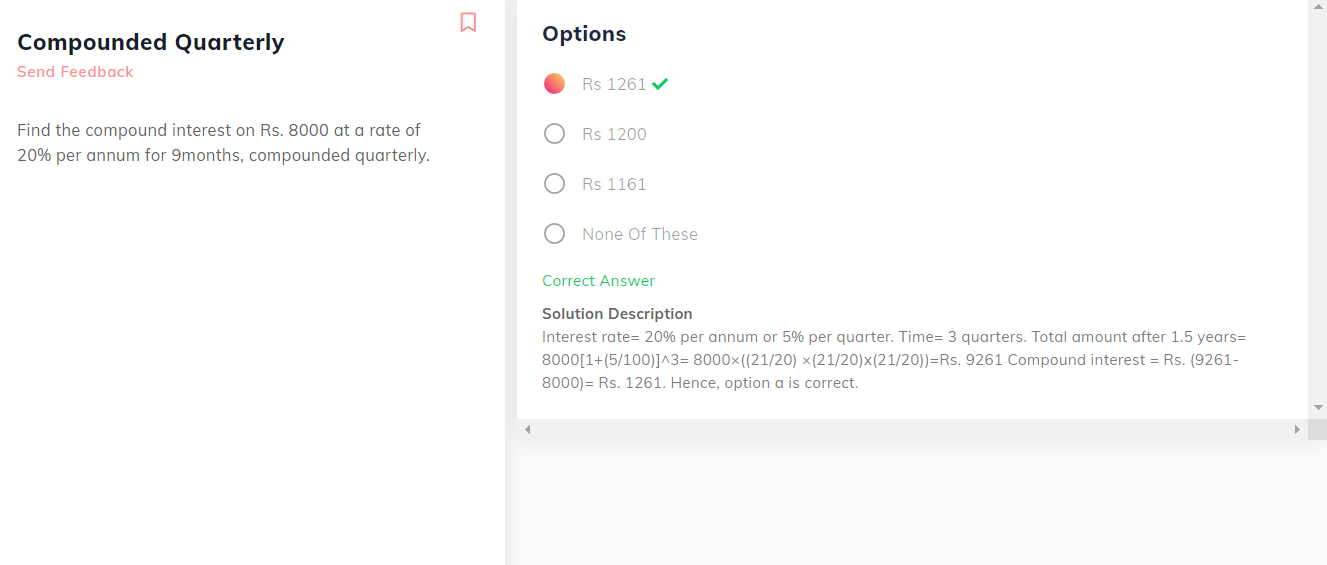 Compounded Quarterly
Send Feedback
Find the compound interest on Rs. 8000 at a rate of
20% per annum for 9months, compounded quarterly.
Options
Rs 1261
Rs 1200
Rs 1161
None Of These
Correct Answer
Solution Description
Interest rate= 20% per annum or 5% per quarter. Time= 3 quarters. Total amount after 1.5 years=
8000[1+(5/100)]^3= 8000×((21/20) ×(21/20)x(21/20))=Rs. 9261 Compound interest = Rs. (9261-
8000)= Rs. 1261. Hence, option a is correct.